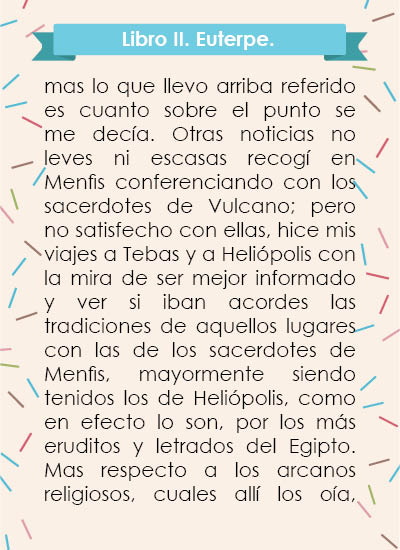 Libro II. Euterpe.
mas lo que llevo arriba referido
es cuanto sobre el punto se
me decía. Otras noticias no
leves ni escasas recogí en
Menfis conferenciando con los
sacerdotes de Vulcano; pero
no satisfecho con ellas, hice mis
viajes a Tebas y a Heliópolis con
la mira de ser mejor informado
y ver si iban acordes las
tradiciones de aquellos lugares
con las de los sacerdotes de
Menfis, mayormente siendo
tenidos los de Heliópolis, como
en efecto lo son, por los más
eruditos y letrados del Egipto.
Mas respecto a los arcanos
religiosos, cuales allí los oía,